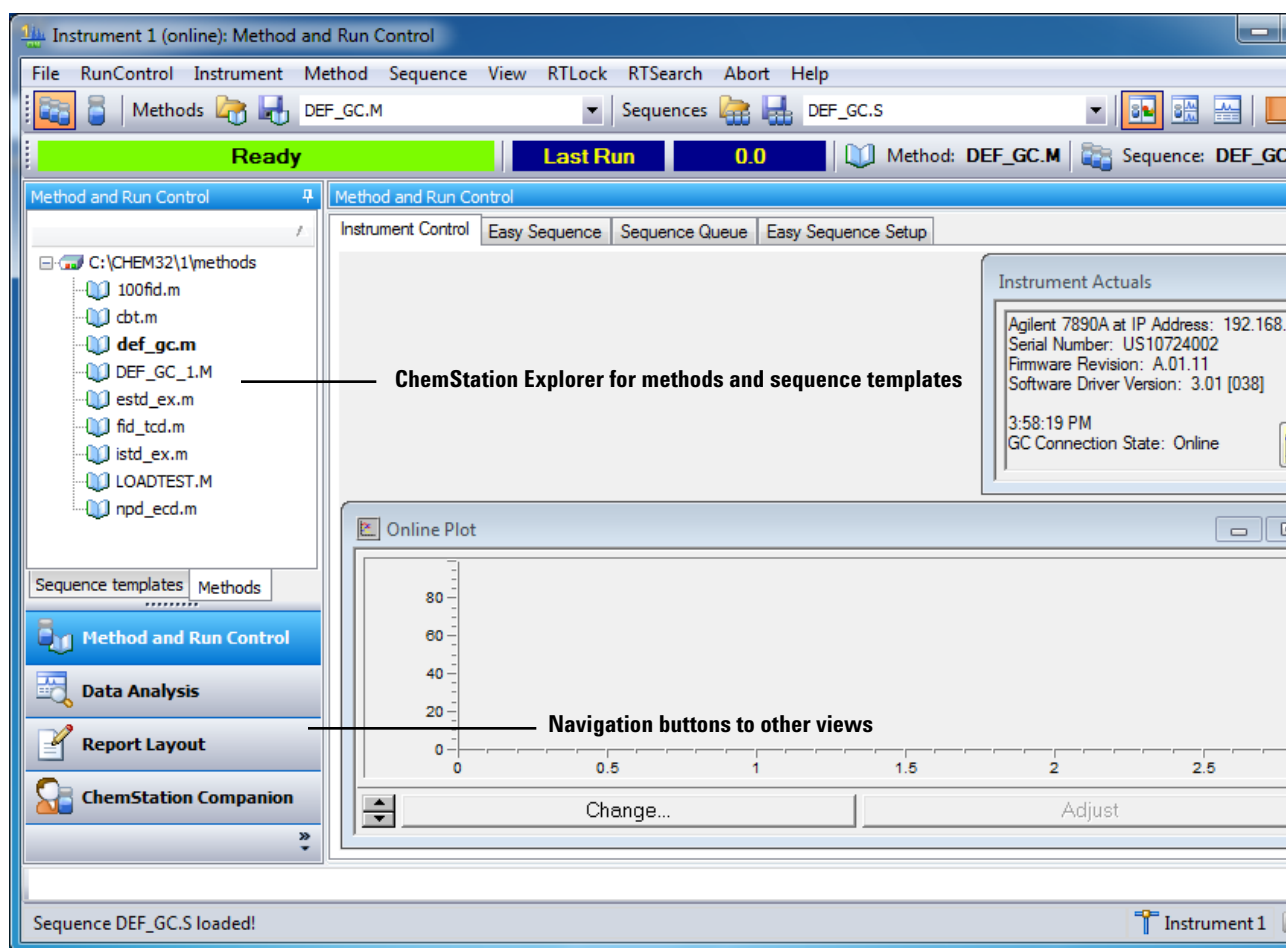 Instrument 1 (online): Method and Run Control
File RunControl Instrument Method Sequence View RTLock RTSearch Abort Help
Methods DEF_GC.M Sequences DEF_GC.S
Ready Last Run 0.0 Method: DEF_GC.M Sequence: DEF_GC
Method and Run Control
Method and Run Control
Instrument Control Easy Sequence Sequence Queue Easy Sequence Setup
C:\CHEM32\1\methods
100fid.m
cbt.m
def_gc.m
DEF_GC_1.M
estd_ex.m
fid_tcd.m
istd_ex.m
LOADTEST.M
npd_ecd.m
ChemStation Explorer for methods and sequence templates
Instrument Actuals
Agilent 7890A at IP Address: 192.168.
Serial Number: US10724002
Firmware Revision: A.01.11
Software Driver Version: 3.01 [038]
3:58:19 PM
GC Connection State: Online
Sequence templates Methods
Method and Run Control
Data Analysis
Report Layout
ChemStation Companion
Navigation buttons to other views
Online Plot
80
60
40
20
0
0 0.5 1 1.5 2 2.5
Change... Adjust
Sequence DEF_GC.S loaded!
Instrument 1